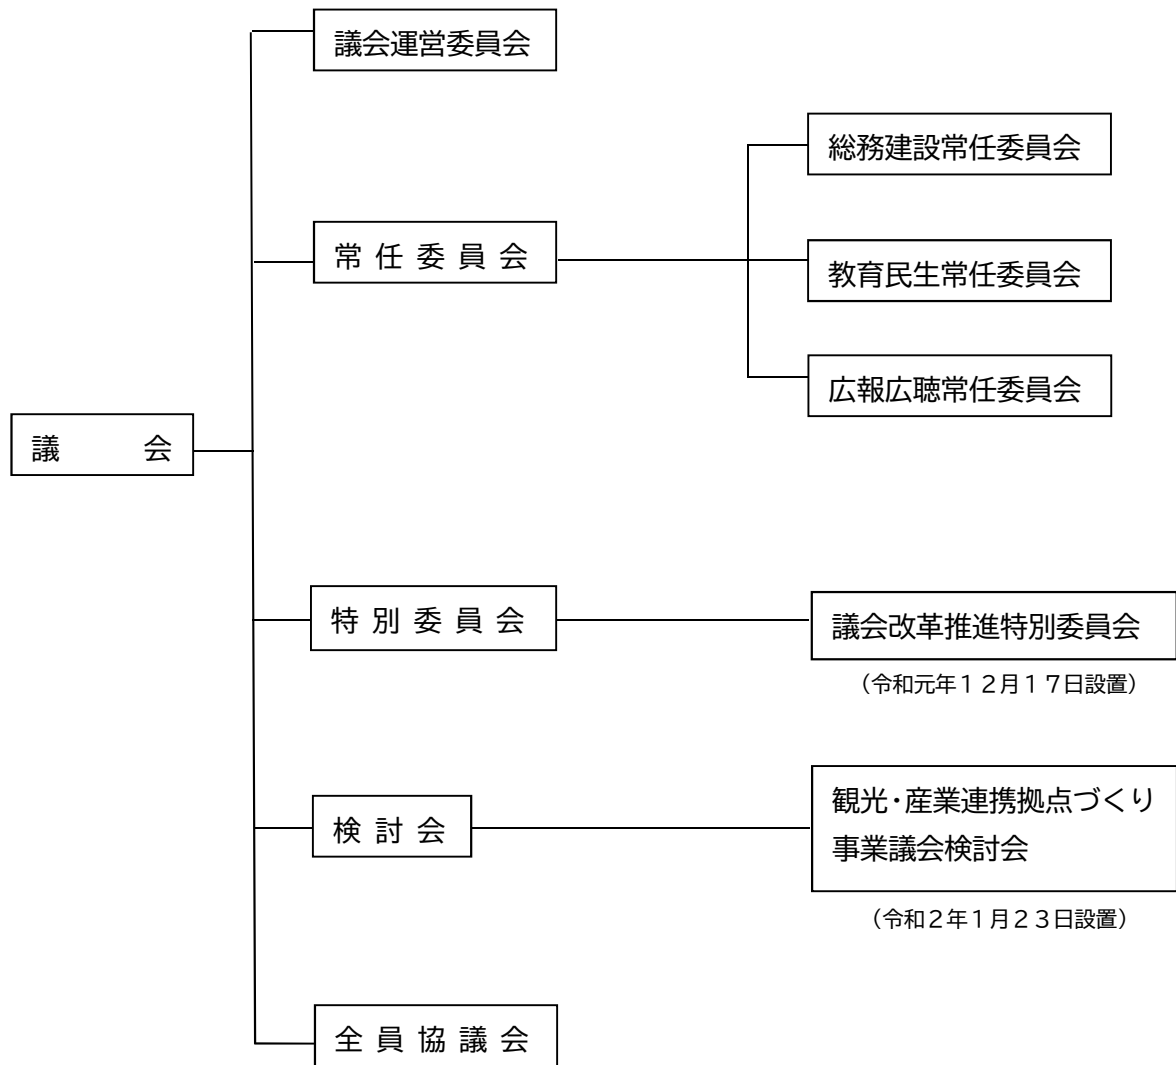 議会運営委員会
総務建設常任委員会
常任委員会
教育民生常任委員会
広報広聴常任委員会
議　　会
特別委員会
議会改革推進特別委員会
（令和元年１２月１７日設置）
検討会
観光・産業連携拠点づくり
事業議会検討会
（令和２年１月２３日設置）
全員協議会